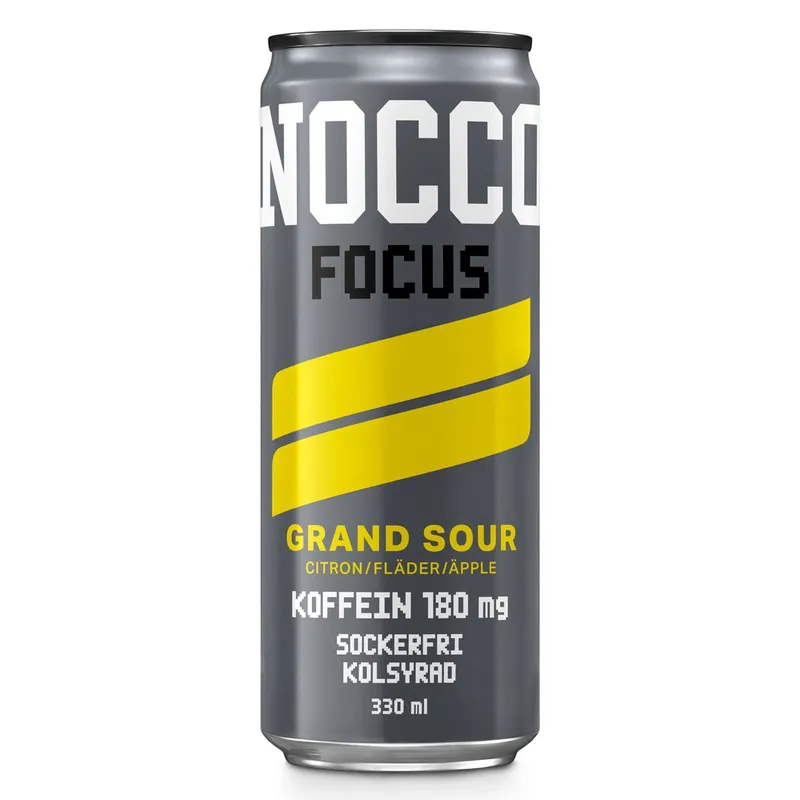 NOCCO
FOCUS
GRAND SOUR
CITRON/FLÄDER/ÄPPLE
KOFFEIN 180 mg
SOCKERFRI
KOLSYRAD
330 ml